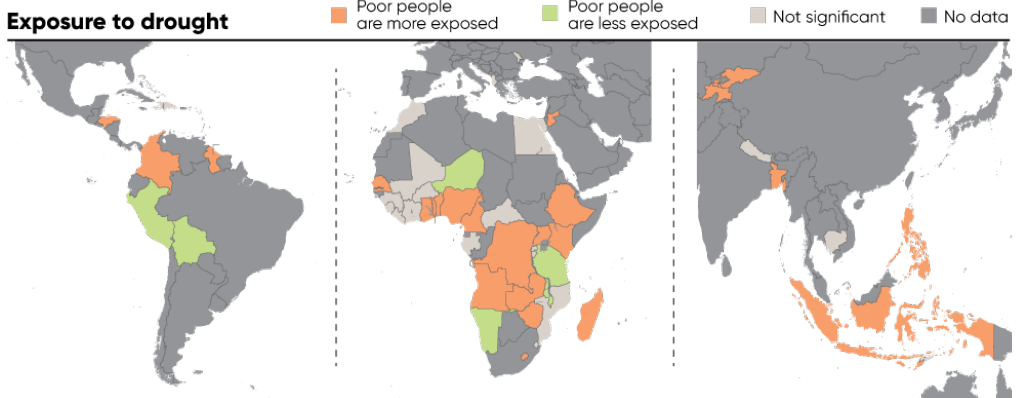 Exposure to drought
Poor people
are more exposed
Poor people
are less exposed
Not significant
No data